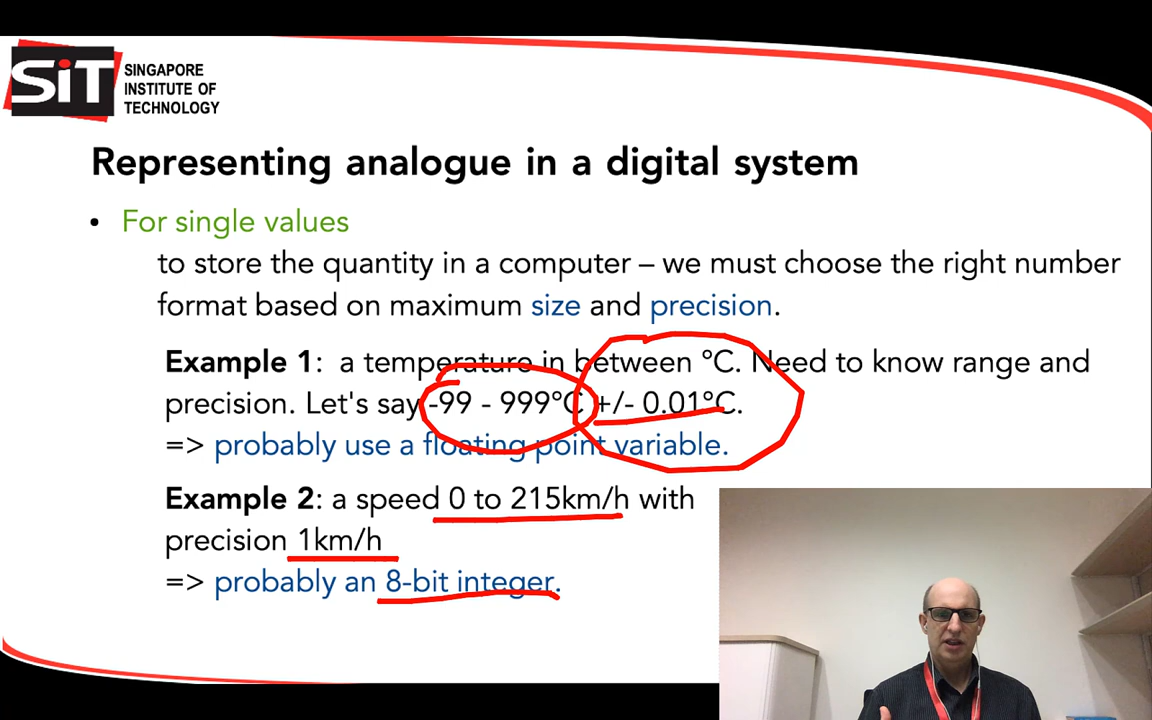 SiT
SINGAPORE
INSTITUTE OF
TECHNOLOGY
Representing analogue in a digital system
• For single values
to store the quantity in a computer – we must choose the right number
format based on maximum size and precision.
Example 1: a temperature in between °C. Need to know range and
precision. Let's say -99 - 999°C +/- 0.01°C.
=> probably use a floating point variable.
Example 2: a speed 0 to 215km/h with
precision 1km/h
=> probably an 8-bit integer.